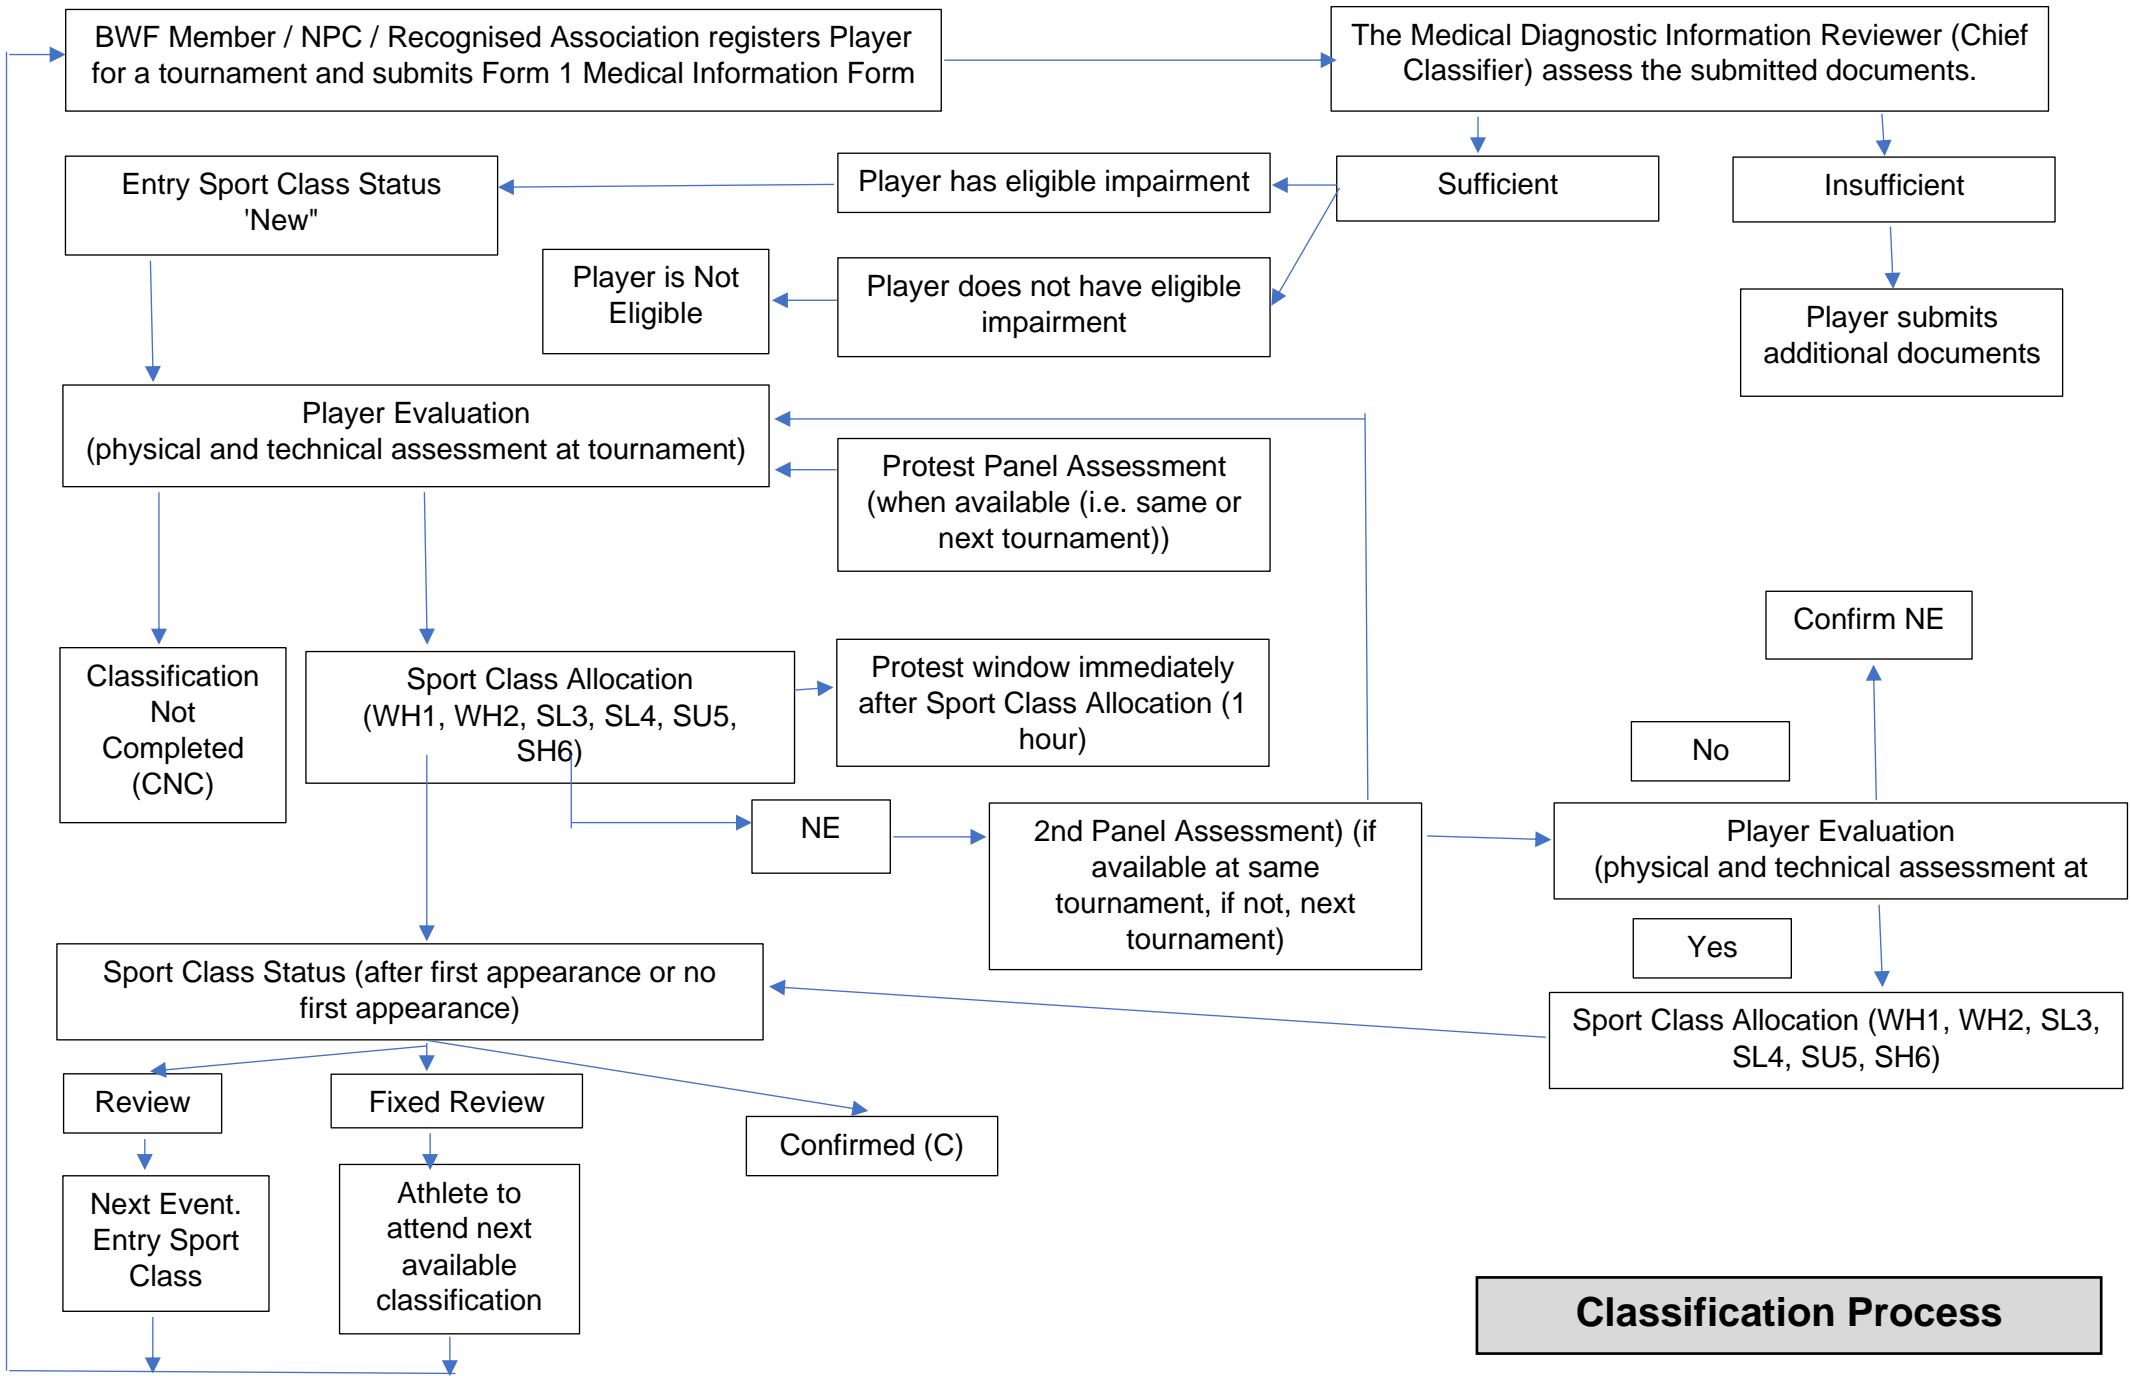 BWF Member / NPC / Recognised Association registers Player
for a tournament and submits Form 1 Medical Information Form
The Medical Diagnostic Information Reviewer (Chief
Classifier) assess the submitted documents.
Entry Sport Class Status
'New"
Player has eligible impairment
Sufficient
Insufficient
Player is Not
Eligible
Player does not have eligible
impairment
Player submits
additional documents
Player Evaluation
(physical and technical assessment at tournament)
Protest Panel Assessment
(when available (i.e. same or
next tournament))
Confirm NE
Classification
Not
Completed
(CNC)
Sport Class Allocation
(WH1, WH2, SL3, SL4, SU5,
SH6)
Protest window immediately
after Sport Class Allocation (1
hour)
No
NE
2nd Panel Assessment) (if
available at same
tournament, if not, next
tournament)
Player Evaluation
(physical and technical assessment at
Yes
Sport Class Status (after first appearance or no
first appearance)
Sport Class Allocation (WH1, WH2, SL3,
SL4, SU5, SH6)
Review
Fixed Review
Confirmed (C)
Next Event.
Entry Sport
Class
Athlete to
attend next
available
classification
Classification Process